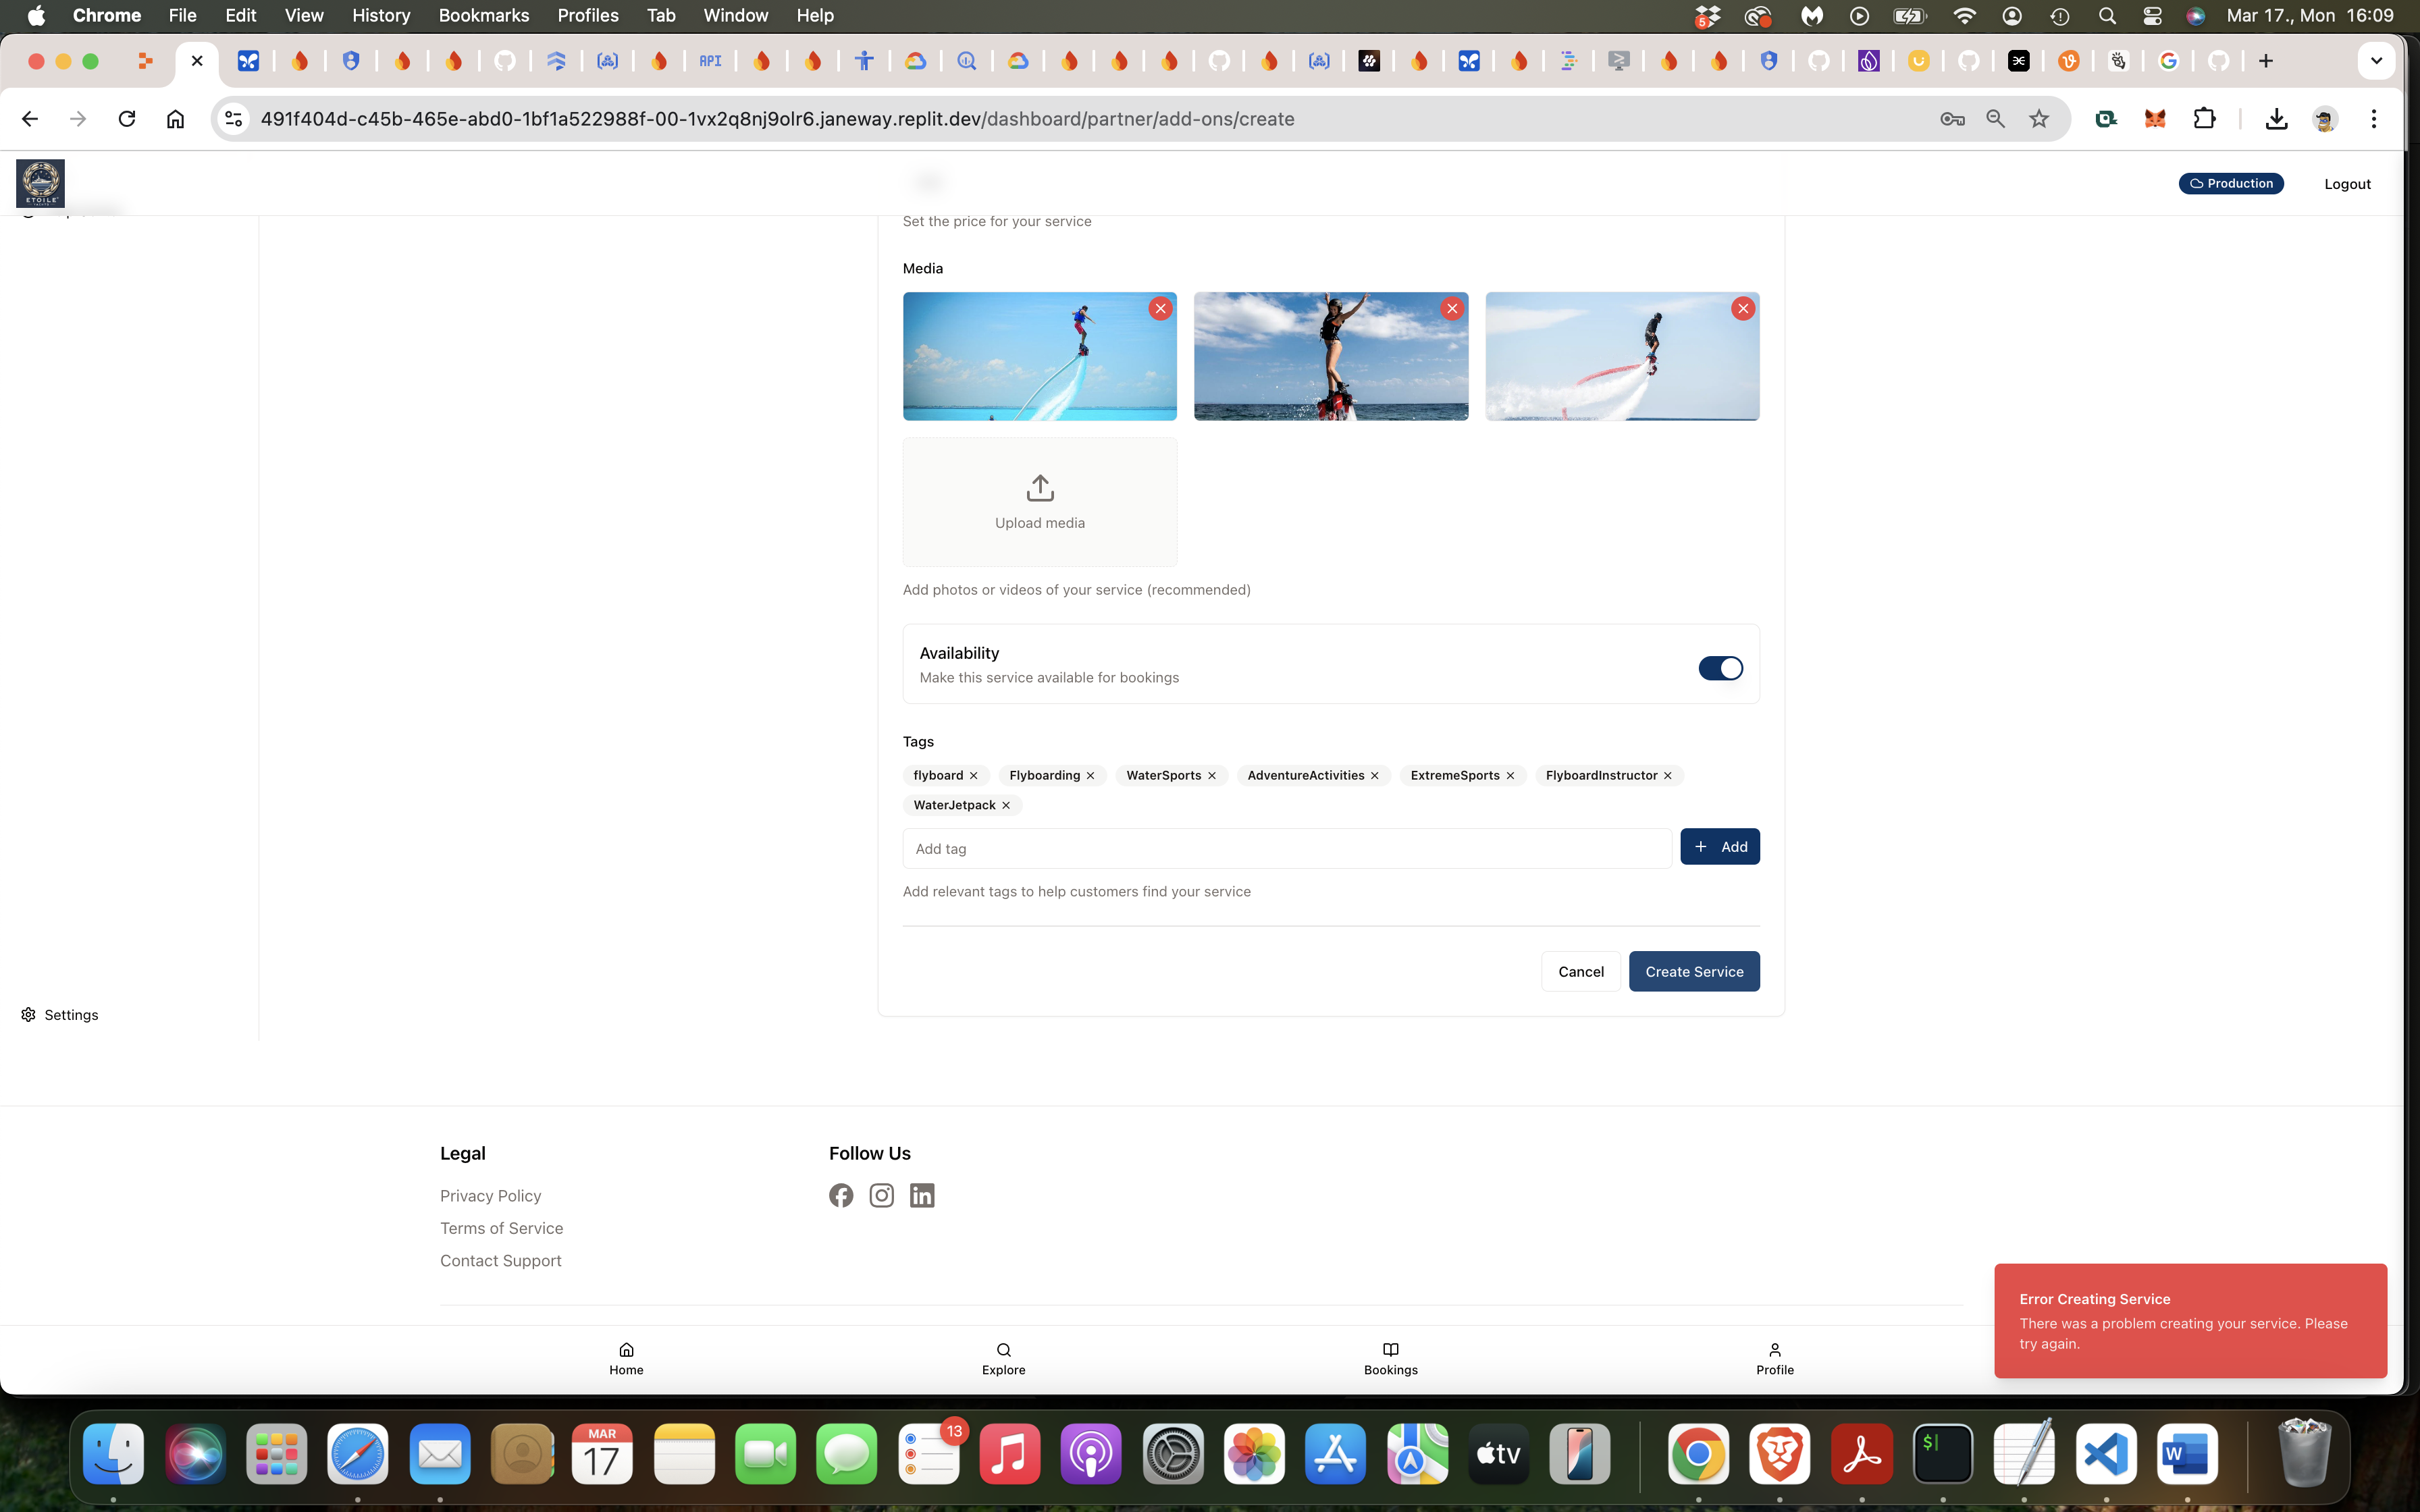 Chrome File Edit View History Bookmarks Profiles Tab Window Help
5
Mar 17., Mon 16:09
API
491f404d-c45b-465e-abd0-1bf1a522988f-00-1vx2q8nj9olr6.janeway.replit.dev/dashboard/partner/add-ons/create
ETOILE
Production
Logout
Set the price for your service
Media
Upload media
Add photos or videos of your service (recommended)
Availability
Make this service available for bookings
Tags
flyboard Flyboarding WaterSports AdventureActivities ExtremeSports FlyboardInstructor
WaterJetpack
Add tag
Add
Add relevant tags to help customers find your service
Cancel
Create Service
Settings
Legal
Privacy Policy
Terms of Service
Contact Support
Follow Us
Error Creating Service
There was a problem creating your service. Please
try again.
Home
Explore
Bookings
Profile
MAR
17
13
tv
$
W